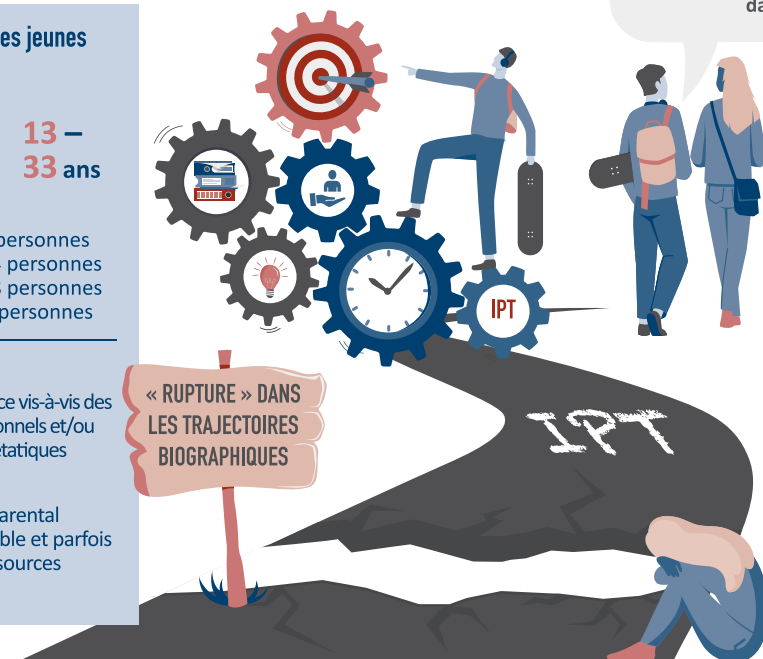 da
es jeunes
13 –
33 ans
personnes
personnes
personnes
personnes
ce vis-à-vis des
onnels et/ou
étatiques
arental
ble et parfois
sources
IPT
« RUPTURE » DANS
LES TRAJECTOIRES
BIOGRAPHIQUES
IPT